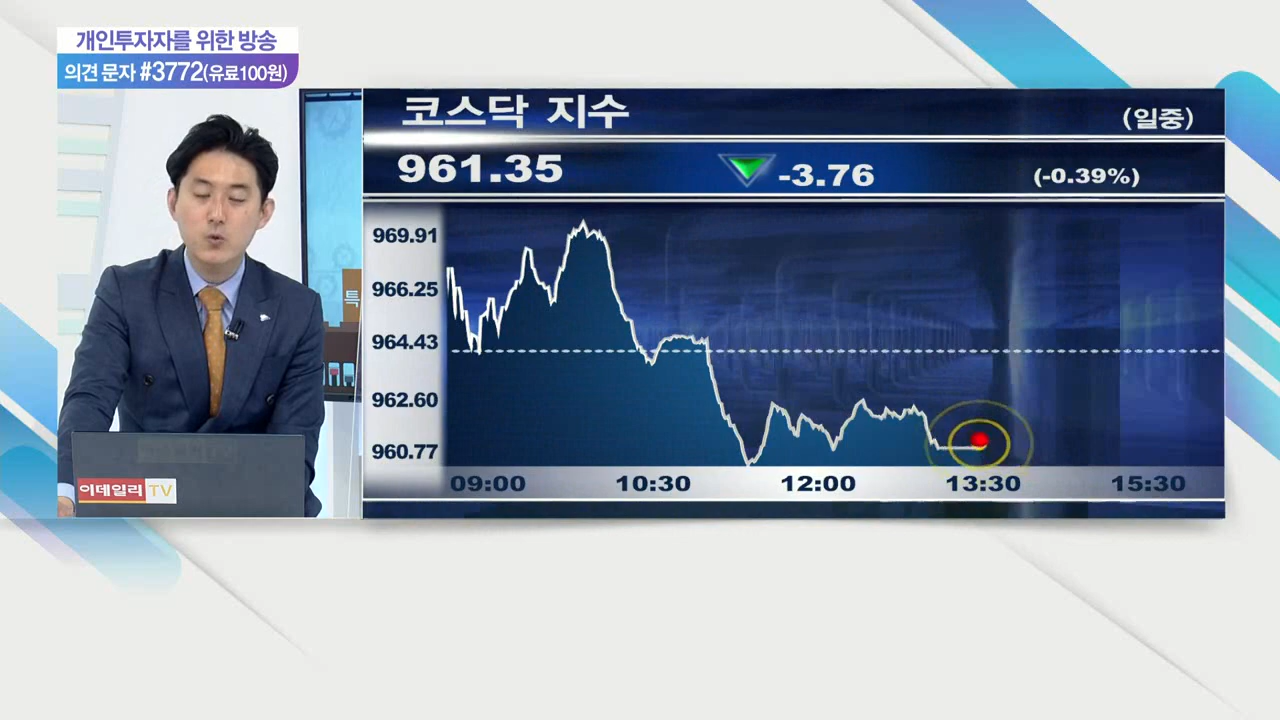 개인투자자를 위한 방송
의견 문자 #3772(유료100원)
코스닥 지수
(일중)
961.35
-3.76
(-0.39%)
969.91
966.25
964.43
962.60
960.77
09:00
10:30
12:00
13:30
15:30
특
이데일리 TV